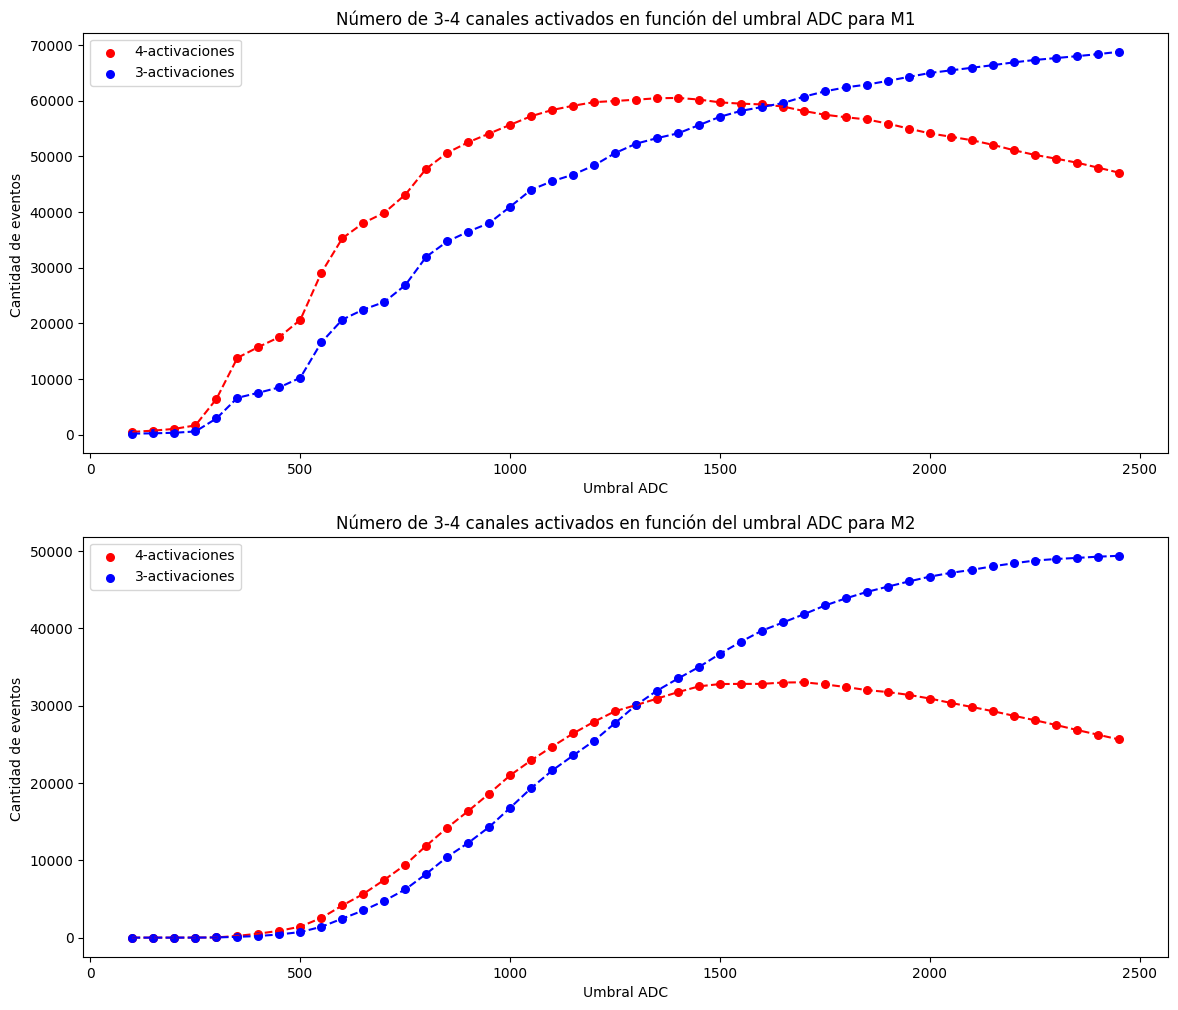 Número de 3-4 canales activados en función del umbral ADC para M1
4-activaciones
3-activaciones
70000
60000
50000
40000
30000
20000
10000
0
Cantidad de eventos
0 500 1000 1500 2000 2500
Umbral ADC
Número de 3-4 canales activados en función del umbral ADC para M2
4-activaciones
3-activaciones
50000
40000
30000
20000
10000
0
Cantidad de eventos
0 500 1000 1500 2000 2500
Umbral ADC